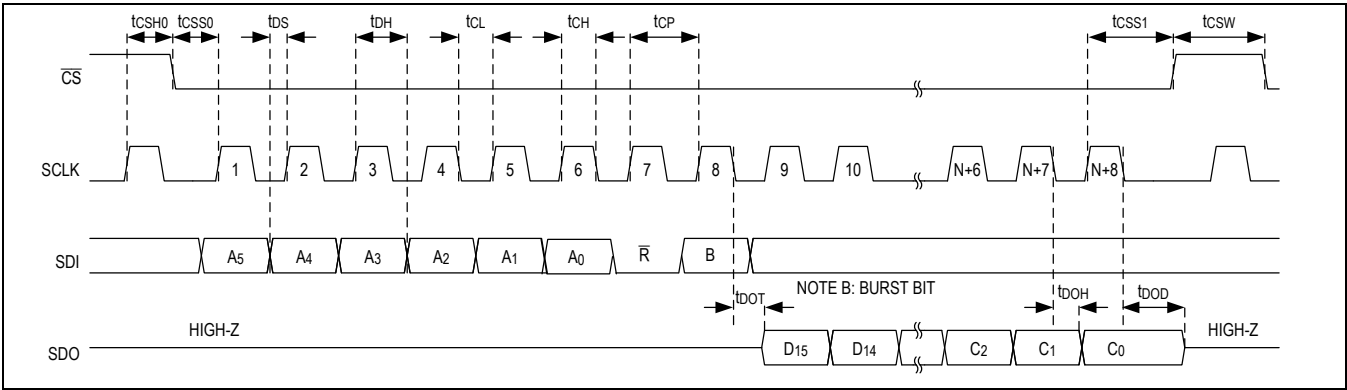 tCSH0 tCSS0 tDS tDH tCL tCH tCP tCSS1 tCSW
CS
SCLK 1 2 3 4 5 6 7 8 9 10 N+6 N+7 N+8
SDI A5 A4 A3 A2 A1 A0 R B
NOTE B: BURST BIT
tDOT tDOH tDOD
HIGH-Z HIGH-Z
SDO D15 D14 C2 C1 C0